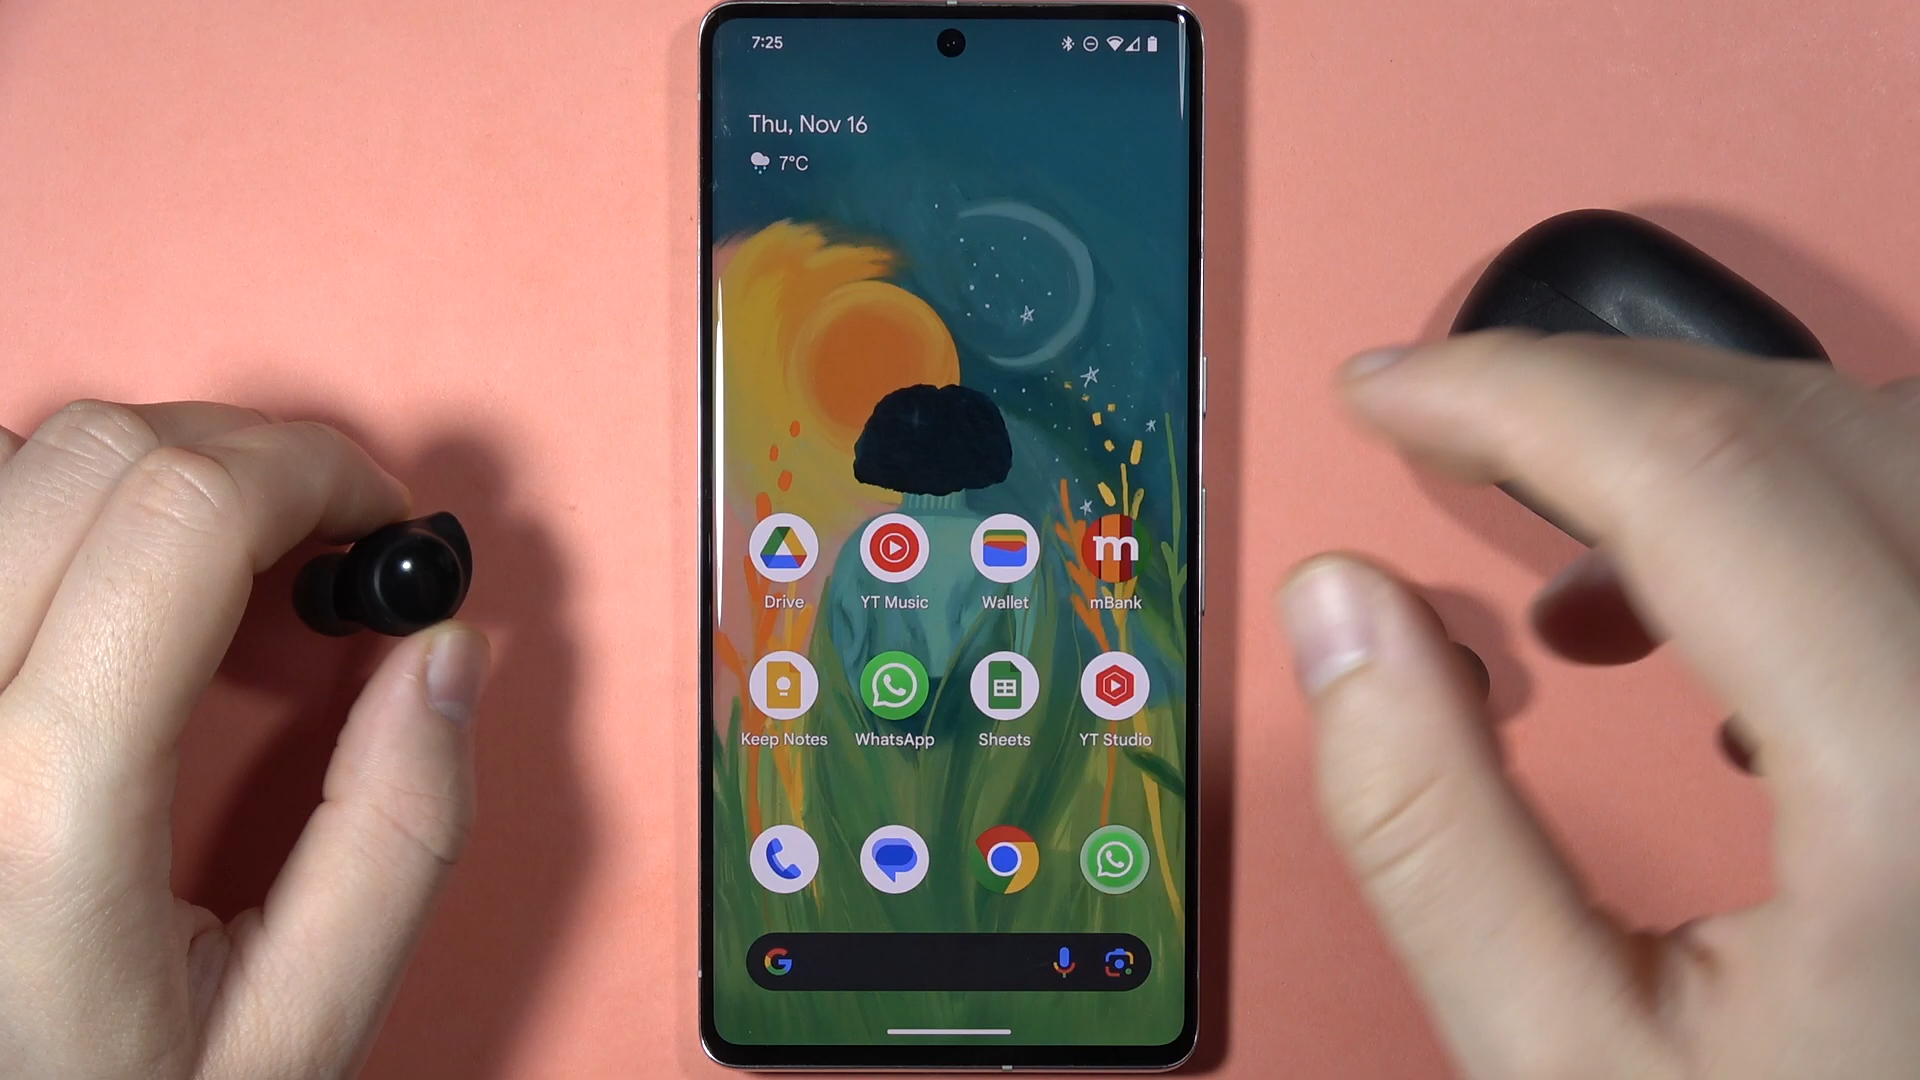 7:25
Thu, Nov 16
7°C
m
Drive YT Music Wallet mBank
Keep Notes WhatsApp Sheets YT Studio
G